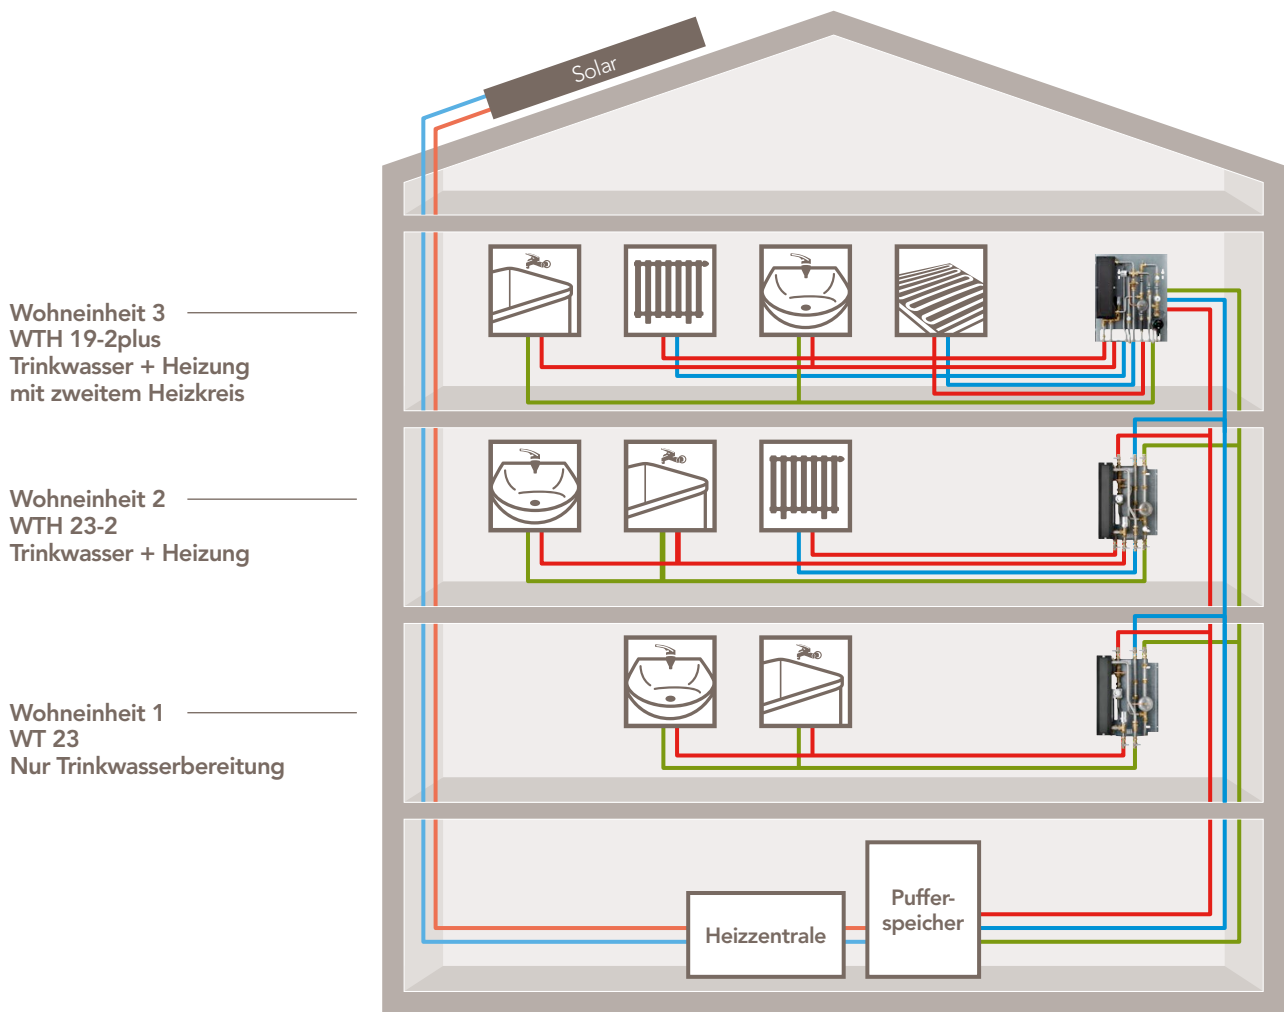 Solar
Wohneinheit 3
WTH 19-2plus
Trinkwasser + Heizung
mit zweitem Heizkreis
Wohneinheit 2
WTH 23-2
Trinkwasser + Heizung
Wohneinheit 1
WT 23
Nur Trinkwasserbereitung
Heizzentrale
Puffer-
speicher